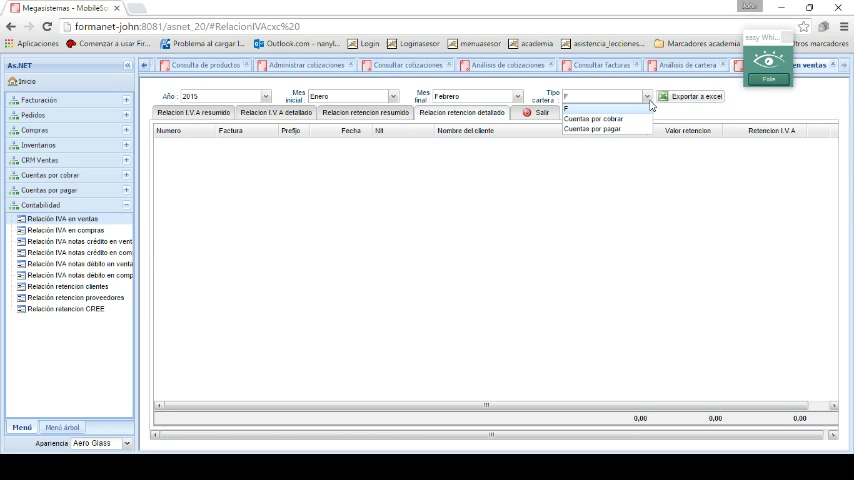 Megasistemas - MobileSo
formanet-john:8081/asnet_20/#RelacionIVAcxc%20
Aplicaciones
Comenzar a usar Fir...
Problema al cargar l...
Outlook.com - nanyl...
Login
Loginasesor
menuasesor
academia
asistencia_lecciones...
Marcadores academia
Otros marcadores
easy Whi...
As.NET
Consulta de productos
Administrar cotizaciones
Consultar cotizaciones
Análisis de cotizaciones
Consultar facturas
Análisis de cartera
en ventas
Inicio
Facturación
Pedidos
Compras
Inventarios
CRM Ventas
Cuentas por cobrar
Cuentas por pagar
Contabilidad
Relación IVA en ventas
Relación IVA en compras
Relación IVA notas crédito en vent
Relación IVA notas crédito en com
Relación IVA notas débito en venta
Relación IVA notas débito en comp
Relación retencion clientes
Relación retencion proveedores
Relación retencion CREE
Año : 2015
Mes inicial : Enero
Mes final : Febrero
Tipo cartera : F
Exportar a excel
F
Cuentas por cobrar
Cuentas por pagar
Relacion I.V.A resumido
Relacion I.V.A detallado
Relacion retencion resumido
Relacion retencion detallado
Salir
Numero
Factura
Prefijo
Fecha
Nit
Nombre del cliente
Valor retencion
Retencion I.V.A
0,00
0,00
0,00
Menú
Menú árbol
Apariencia Aero Glass